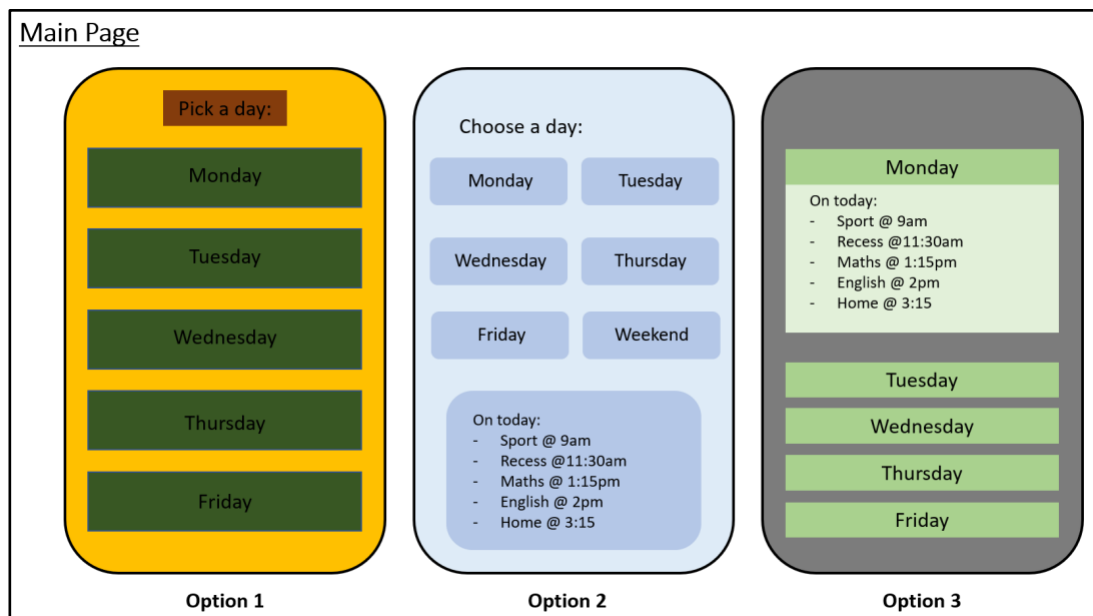 Main Page
Pick a day:
Monday
Tuesday
Wednesday
Thursday
Friday
Option 1
Choose a day:
Monday
Tuesday
Wednesday
Thursday
Friday
Weekend
On today:
- Sport @ 9am
- Recess @11:30am
- Maths @ 1:15pm
- English @ 2pm
- Home @ 3:15
Option 2
Monday
On today:
- Sport @ 9am
- Recess @11:30am
- Maths @ 1:15pm
- English @ 2pm
- Home @ 3:15
Tuesday
Wednesday
Thursday
Friday
Option 3